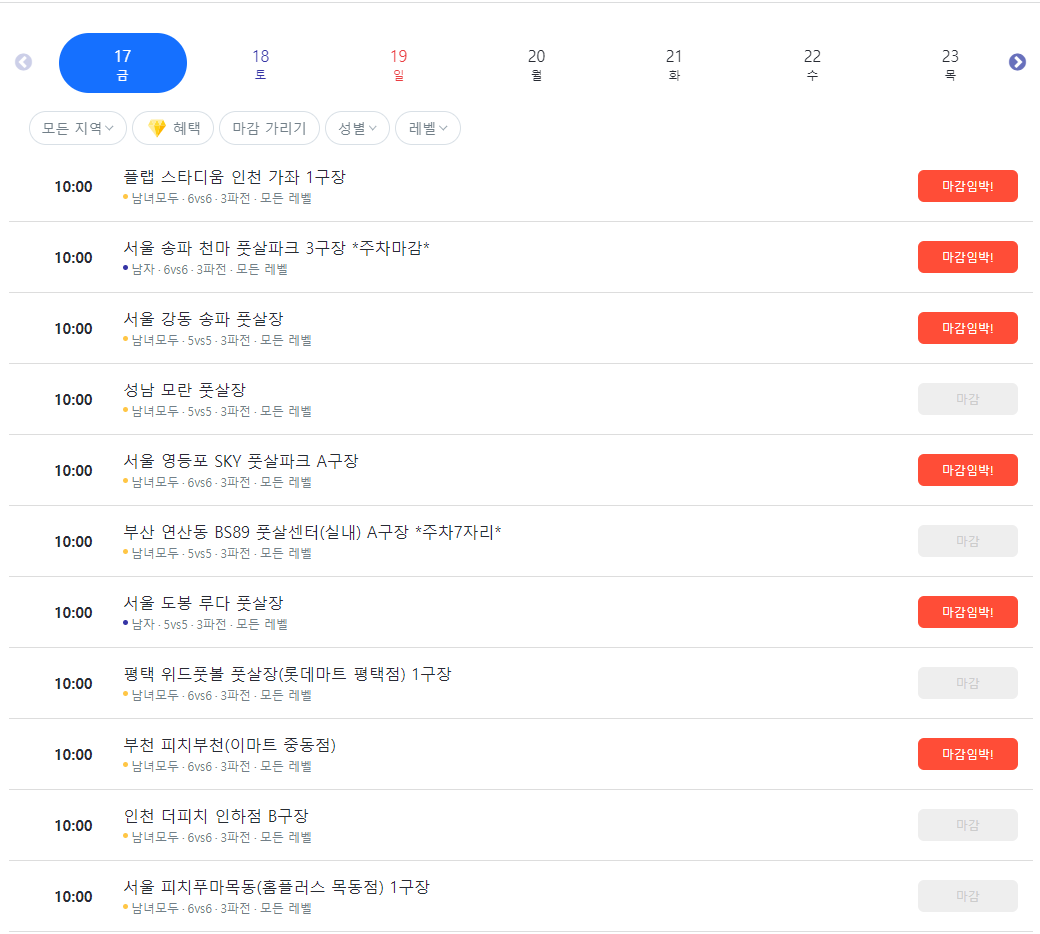 17 18 19 20 21 22 23
금 토 일 월 화 수 목
모든 지역 혜택 마감 가리기 성별 레벨
플랩 스타디움 인천 가좌 1구장
10:00 마감임박!
남녀모두 · 6vs6 · 3파전 · 모든 레벨
서울 송파 천마 풋살파크 3구장 *주차마감*
10:00 마감임박!
남자 · 6vs6 · 3파전 · 모든 레벨
서울 강동 송파 풋살장
10:00 마감임박!
남녀모두 · 5vs5 · 3파전 · 모든 레벨
성남 모란 풋살장
10:00 마감
남녀모두 · 5vs5 · 3파전 · 모든 레벨
서울 영등포 SKY 풋살파크 A구장
10:00 마감임박!
남녀모두 · 6vs6 · 3파전 · 모든 레벨
부산 연산동 BS89 풋살센터(실내) A구장 *주차7자리*
10:00 마감
남녀모두 · 5vs5 · 3파전 · 모든 레벨
서울 도봉 루다 풋살장
10:00 마감임박!
남자 · 5vs5 · 3파전 · 모든 레벨
평택 위드풋볼 풋살장(롯데마트 평택점) 1구장
10:00 마감
남녀모두 · 6vs6 · 3파전 · 모든 레벨
부천 피치부천(이마트 중동점)
10:00 마감임박!
남녀모두 · 6vs6 · 3파전 · 모든 레벨
인천 더피치 인하점 B구장
10:00 마감
남녀모두 · 6vs6 · 3파전 · 모든 레벨
서울 피치푸마목동(홈플러스 목동점) 1구장
10:00 마감
남녀모두 · 6vs6 · 3파전 · 모든 레벨